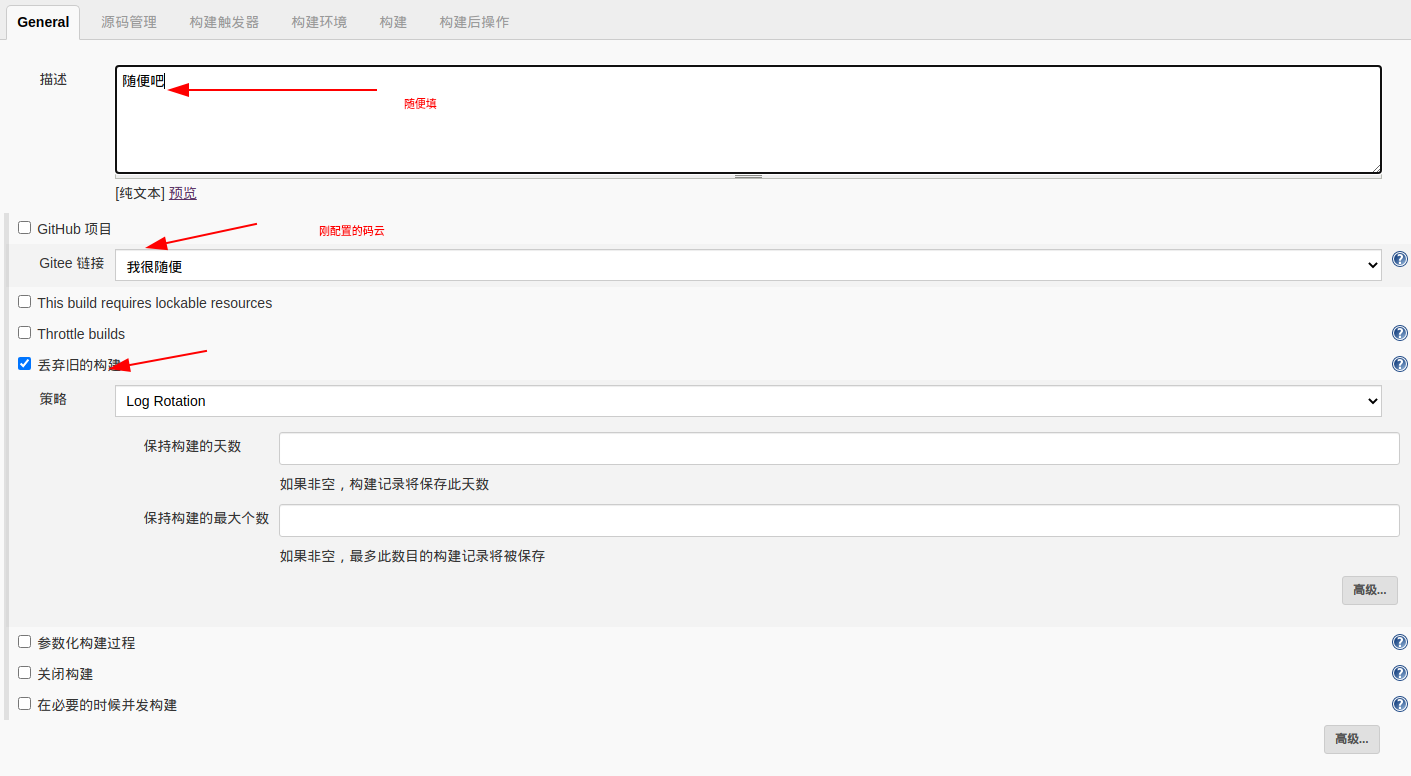 General 源码管理 构建触发器 构建环境 构建 构建后操作
描述
随便吧
随便填
[纯文本] 预览
GitHub 项目
刚配置的码云
Gitee 链接
我很随便
This build requires lockable resources
Throttle builds
丢弃旧的构建
策略
Log Rotation
保持构建的天数
如果非空，构建记录将保存此天数
保持构建的最大个数
如果非空，最多此数目的构建记录将被保存
高级...
参数化构建过程
关闭构建
在必要的时候并发构建
高级...